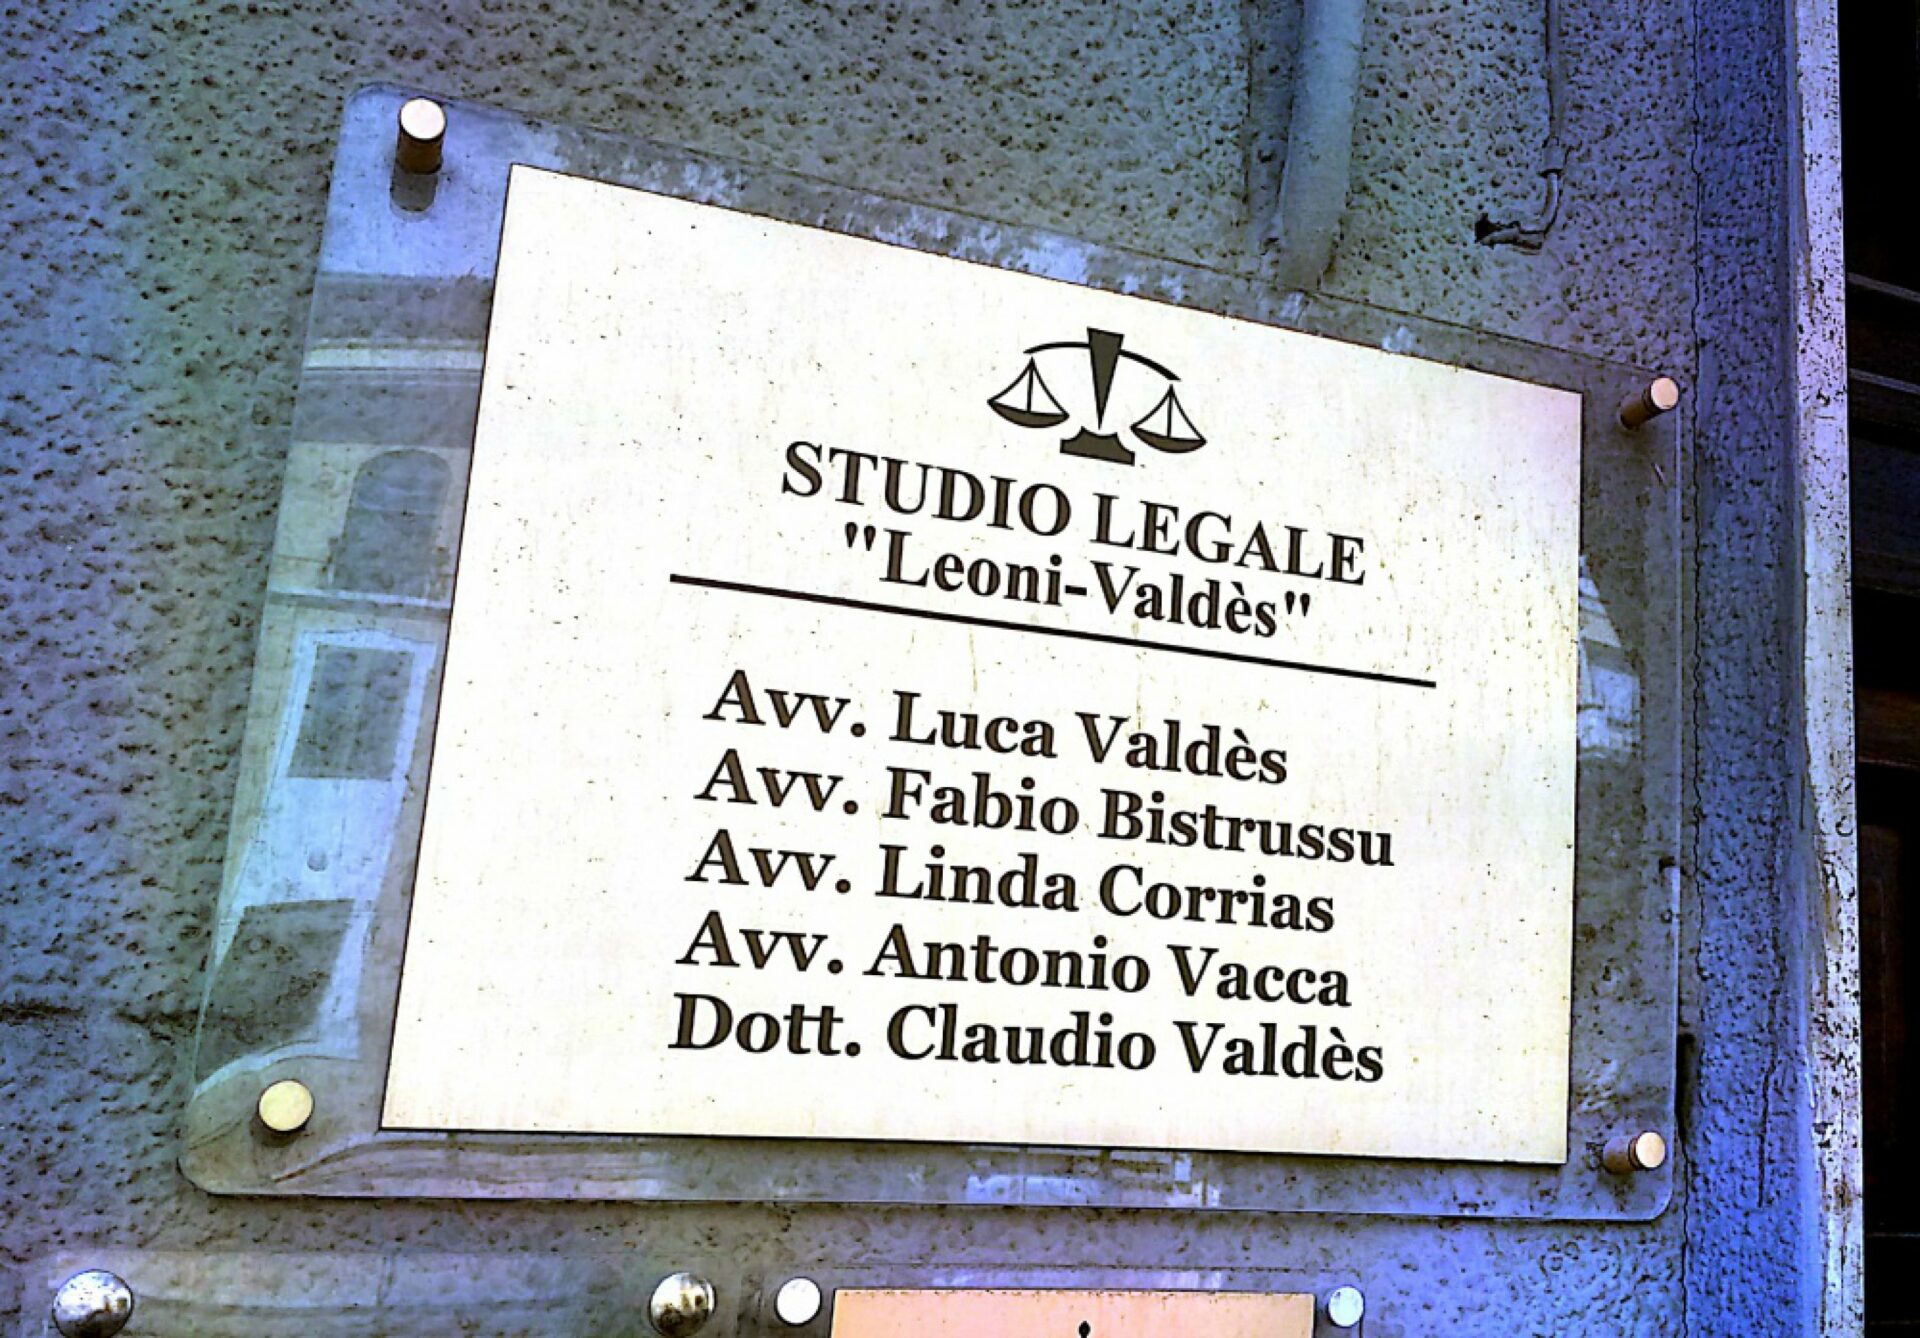 STUDIO LEGALE
"Leoni-Valdès"
Avv. Luca Valdès
Avv. Fabio Bistrussu
Avv. Linda Corrias
Avv. Antonio Vacca
Dott. Claudio Valdès